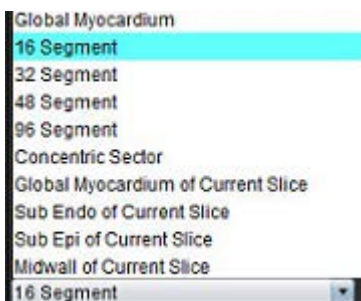 Global Myocardium
16 Segment
32 Segment
48 Segment
96 Segment
Concentric Sector
Global Myocardium of Current Slice
Sub Endo of Current Slice
Sub Epi of Current Slice
Midwall of Current Slice
16 Segment